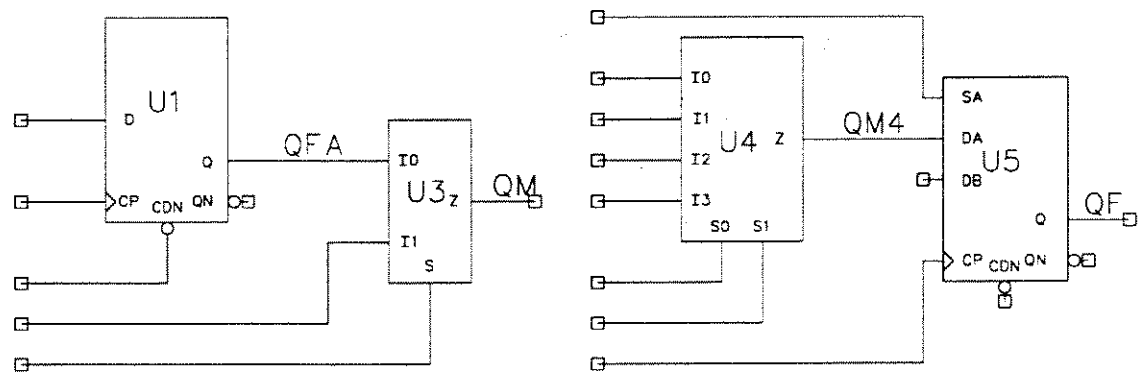 U1
D
Q
CP
CDN
QN
QFA
I0
U3
Z
I1
S
QM
I0
I1
I2
I3
U4
Z
S0
S1
QM4
SA
DA
U5
DB
Q
CP
CDN
QN
QF